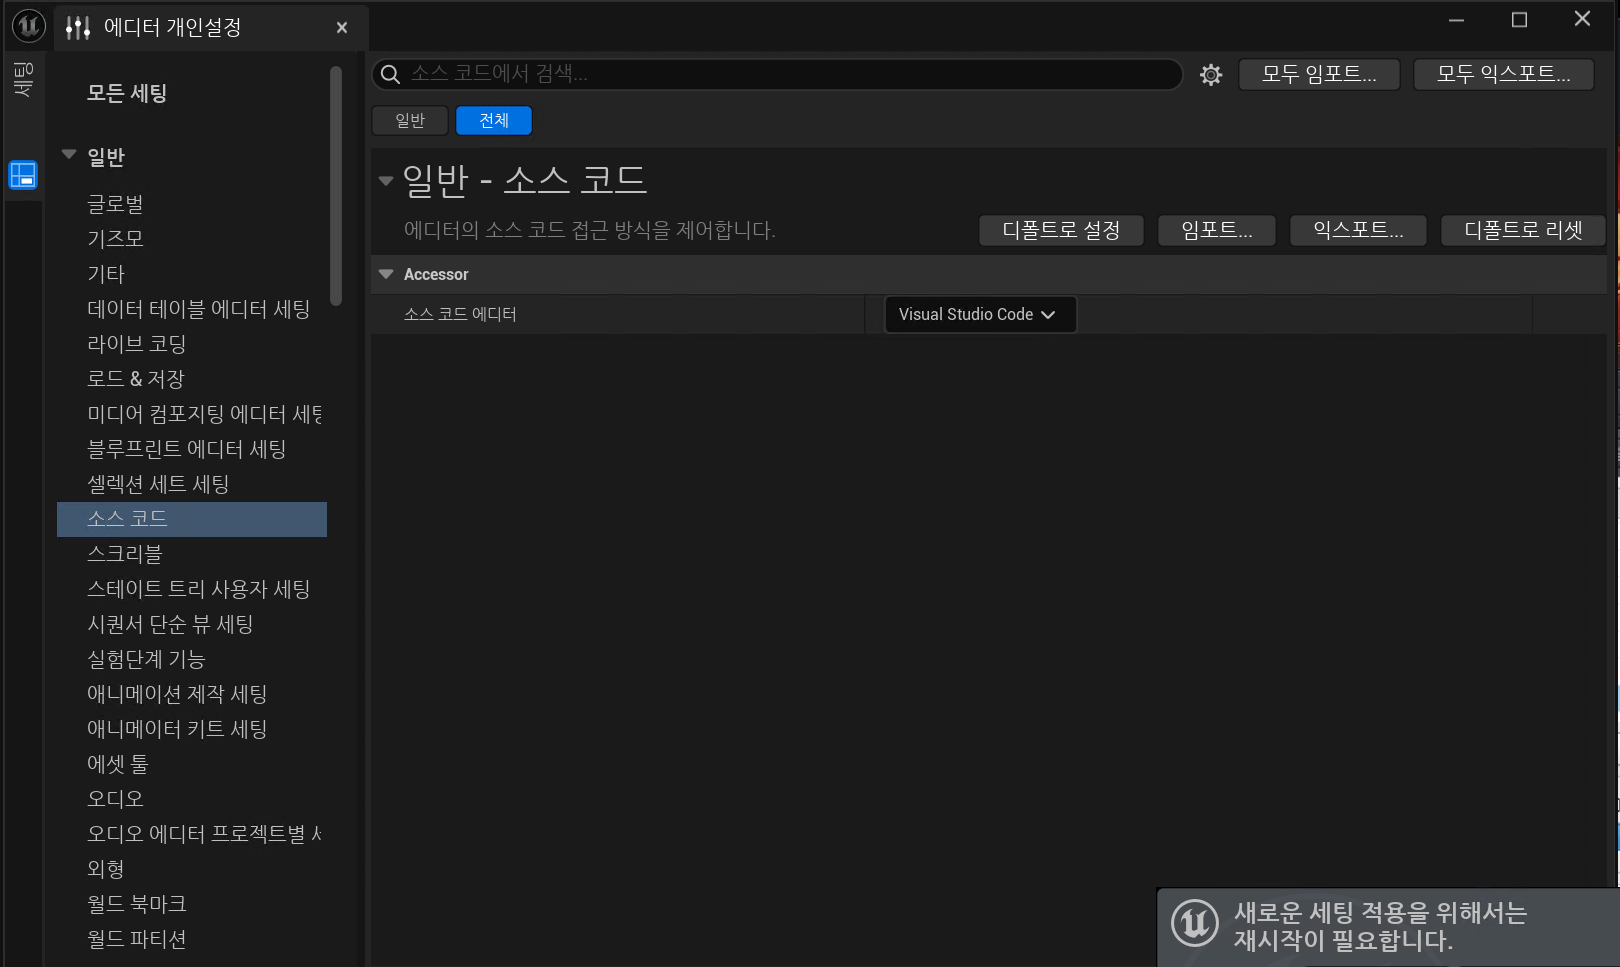 에디터 개인설정
세팅
모든 세팅
일반
글로벌
기즈모
기타
데이터 테이블 에디터 세팅
라이브 코딩
로드 & 저장
미디어 컴포지팅 에디터 세팅
블루프린트 에디터 세팅
셀렉션 세트 세팅
소스 코드
스크리블
스테이트 트리 사용자 세팅
시퀀서 단순 뷰 세팅
실험단계 기능
애니메이션 제작 세팅
애니메이터 키트 세팅
에셋 툴
오디오
오디오 에디터 프로젝트별
외형
월드 북마크
월드 파티션
소스 코드에서 검색...
모두 임포트...
모두 익스포트...
일반
전체
일반 - 소스 코드
에디터의 소스 코드 접근 방식을 제어합니다.
디폴트로 설정
임포트...
익스포트...
디폴트로 리셋
Accessor
소스 코드 에디터
Visual Studio Code
새로운 세팅 적용을 위해서는
재시작이 필요합니다.